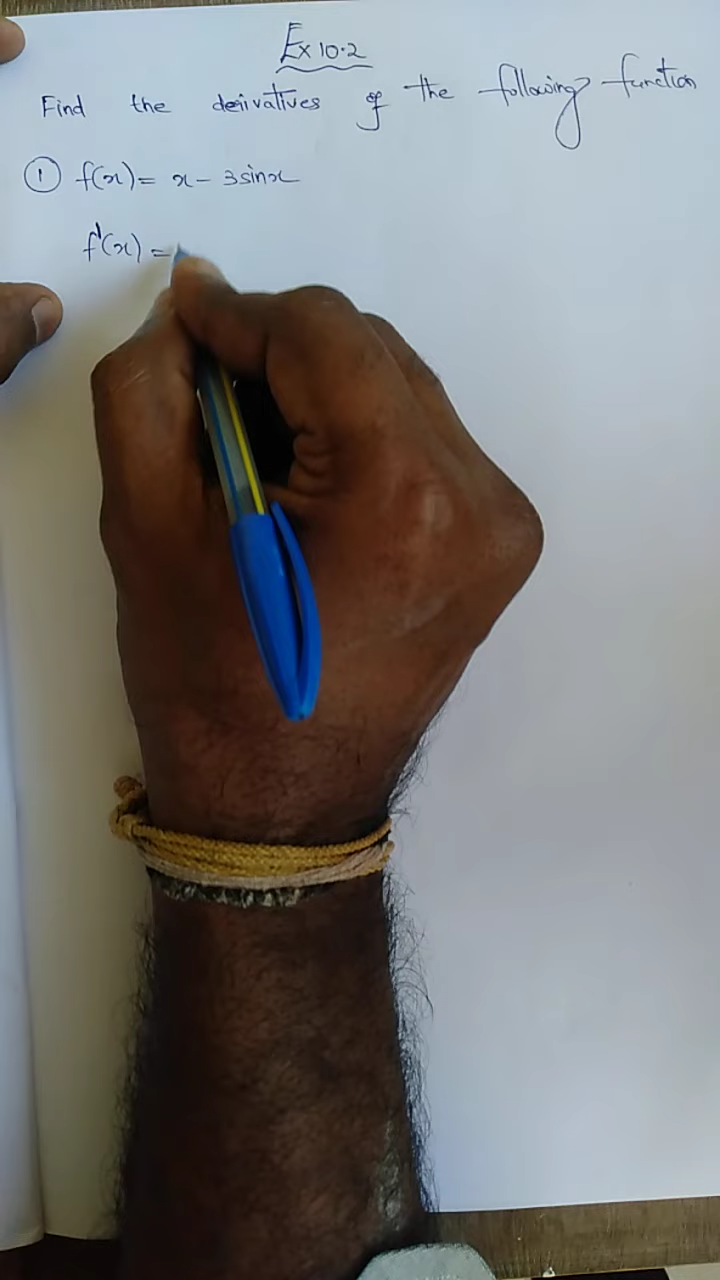 Ex 10.2
Find the derivatives of the following function
① f(x) = x - 3sinx
f'(x) =